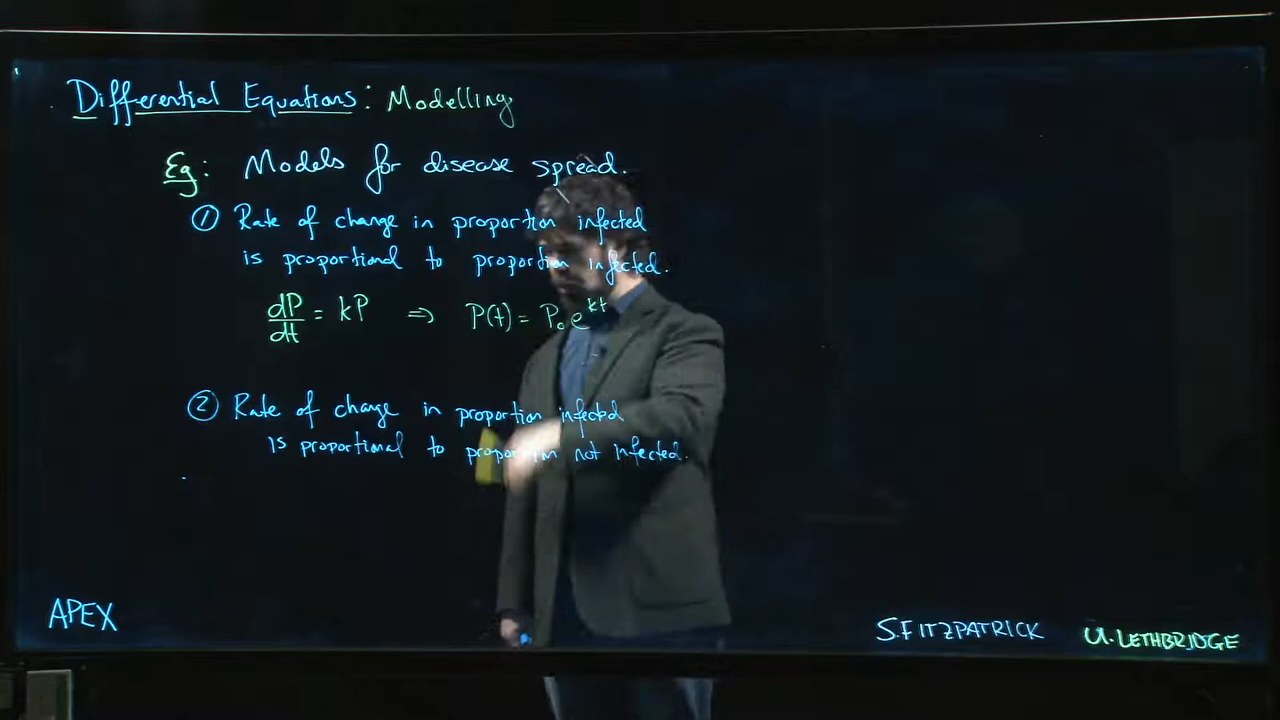 Differential Equations: Modelling
Eg: Models for disease spread.
① Rate of change in proportion infected
is proportional to proportion infected.
dP/dt = kP ⇒ P(t) = P₀e^kt
② Rate of change in proportion infected
is proportional to proportion not infected.
APEX
S.FITZPATRICK
U.LETHBRIDGE